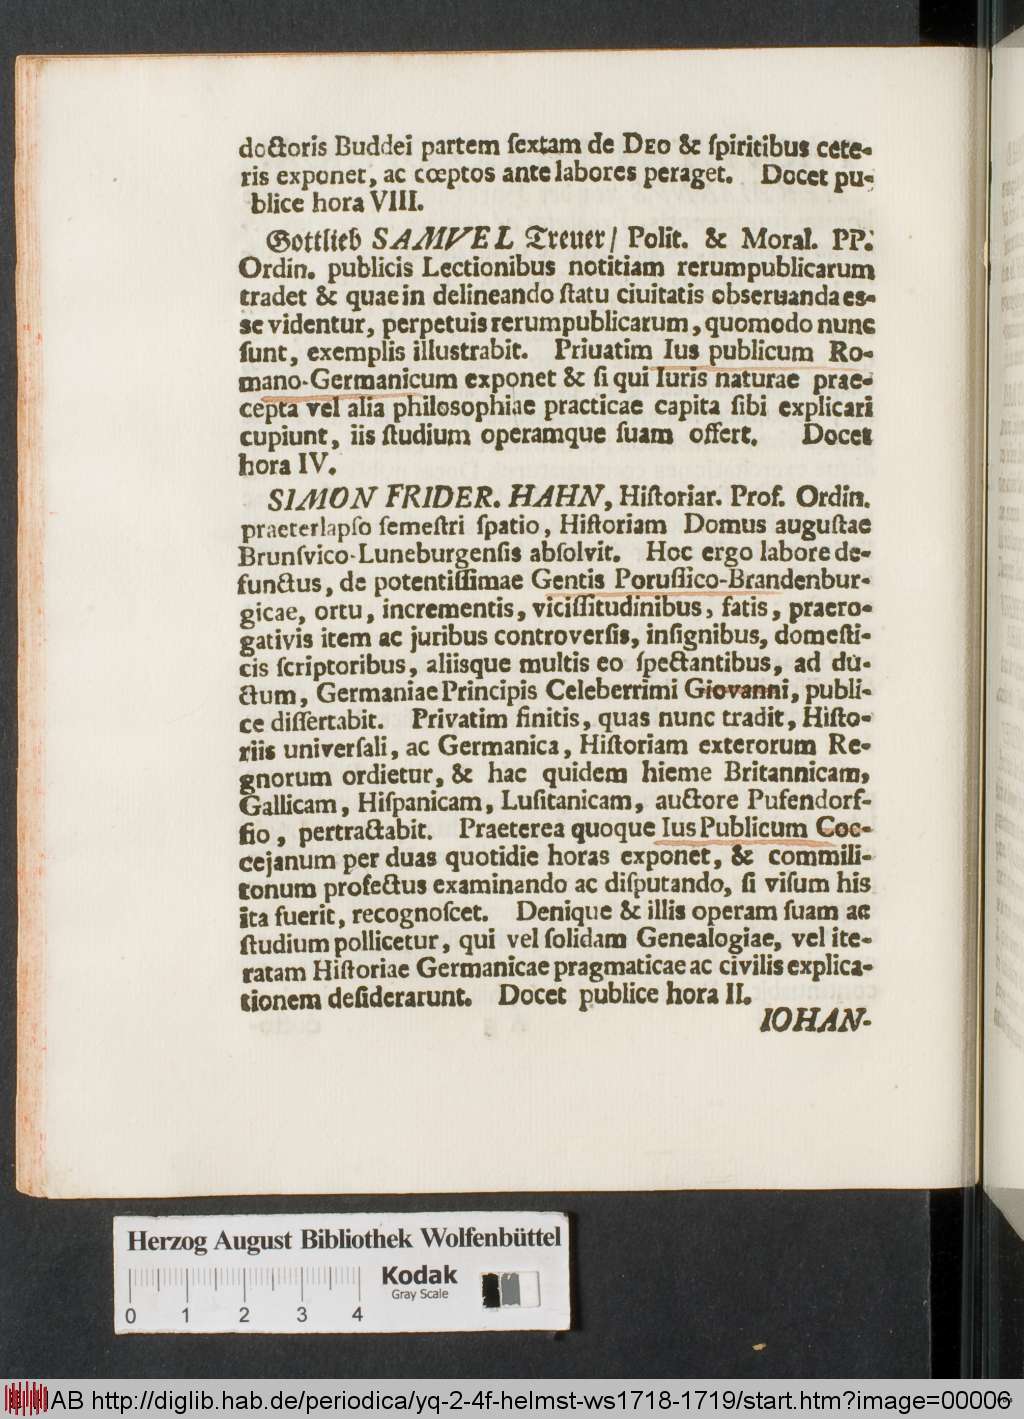 doctoris Buddei partem ſextam de DEO & ſpiritibus cete-
ris exponet, ac cœptos ante labores peraget. Docet pu-
blice hora VIII.
Gottlieb SAMVEL Treuer/ Polit. & Moral. PP.
Ordin. publicis Lectionibus notitiam rerumpublicarum
tradet & quae in delineando ſtatu ciuitatis obseruanda es-
se videntur, perpetuis rerumpublicarum, quomodo nunc
ſunt, exemplis illustrabit. Priuatim Ius publicum Ro-
mano-Germanicum exponet & ſi qui Iuris naturae prae-
cepta vel alia philosophiae practicae capita ſibi explicari
cupiunt, iis ſtudium operamque ſuam offert. Docet
hora IV.
SIMON FRIDER. HAHN, Hiſtoriar. Prof. Ordin.
praeterlapſo ſemeſtri ſpatio, Hiſtoriam Domus auguſtae
Brunſvico-Luneburgenſis abſolvit. Hoc ergo labore de-
functus, de potentiſſimae Gentis Poruſſico-Brandenbur-
gicae, ortu, incrementis, viciſſitudinibus, fatis, praero-
gativis item ac juribus controverſis, inſignibus, domeſti-
cis ſcriptoribus, aliisque multis eo ſpectantibus, ad du-
ctum, Germaniae Principis Celeberrimi Giovanni, publi-
ce diſſertabit. Privatim finitis, quas nunc tradit, Hiſto-
riis univerſali, ac Germanica, Hiſtoriam exterorum Re-
gnorum ordietur, & hac quidem hieme Britannicam,
Gallicam, Hiſpanicam, Luſitanicam, auctore Pufendorf-
fio, pertractabit. Praeterea quoque Ius Publicum Coc-
cejanum per duas quotidie horas exponet, & commili-
tonum profectus examinando ac diſputando, ſi viſum his
ita fuerit, recognoſcet. Denique & illis operam ſuam ac
ſtudium pollicetur, qui vel ſolidam Genealogiae, vel ite-
ratam Hiſtoriae Germanicae pragmaticae ac civilis explica-
tionem deſiderarunt. Docet publice hora II.
IOHAN-
Herzog August Bibliothek Wolfenbüttel
Kodak
Gray Scale
0 1 2 3 4
HAB http://diglib.hab.de/periodica/yq-2-4f-helmst-ws1718-1719/start.htm?image=00006